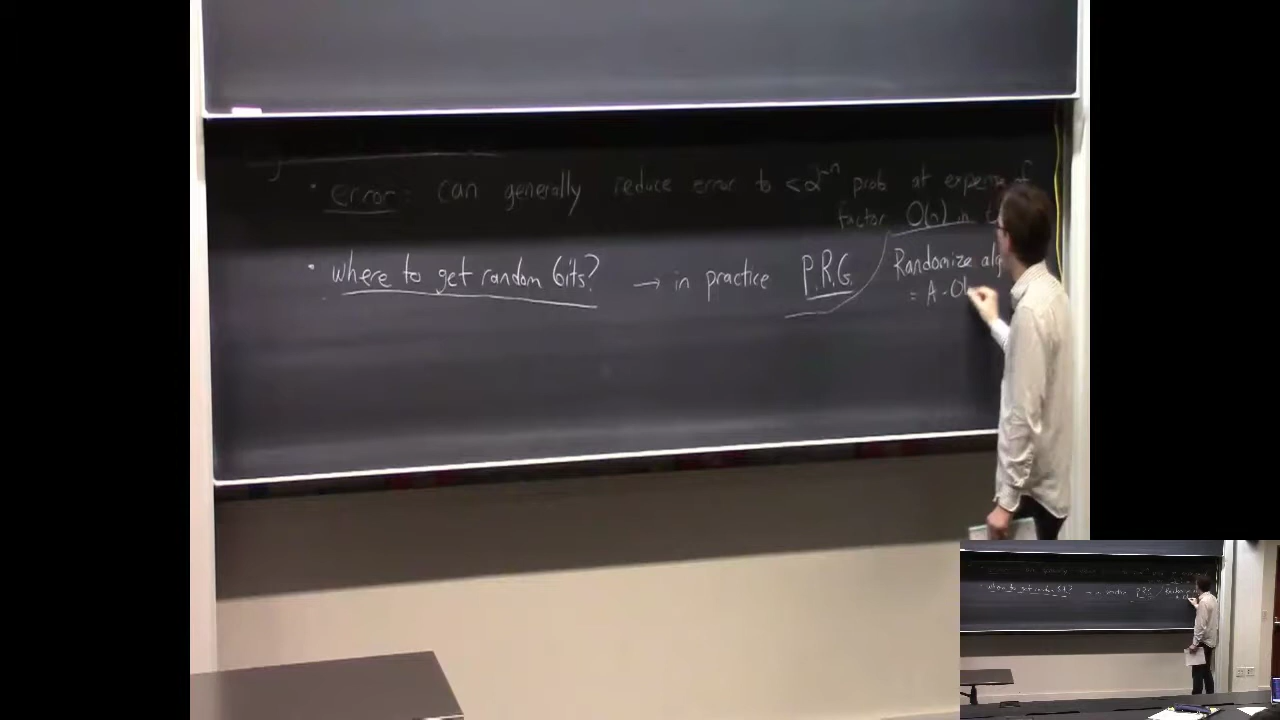 · error: can generally reduce error to < 2⁻ⁿ prob at expense of
factor O(n) in
· where to get random bits? → in practice P.R.G.
Randomize alg
= A-Ol